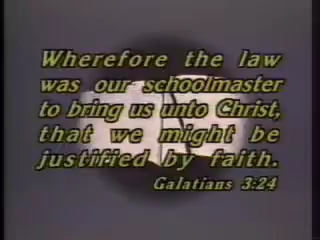 Wherefore the law
was our schoolmaster
to bring us unto Christ,
that we might be
justified by faith.
Galatians 3:24